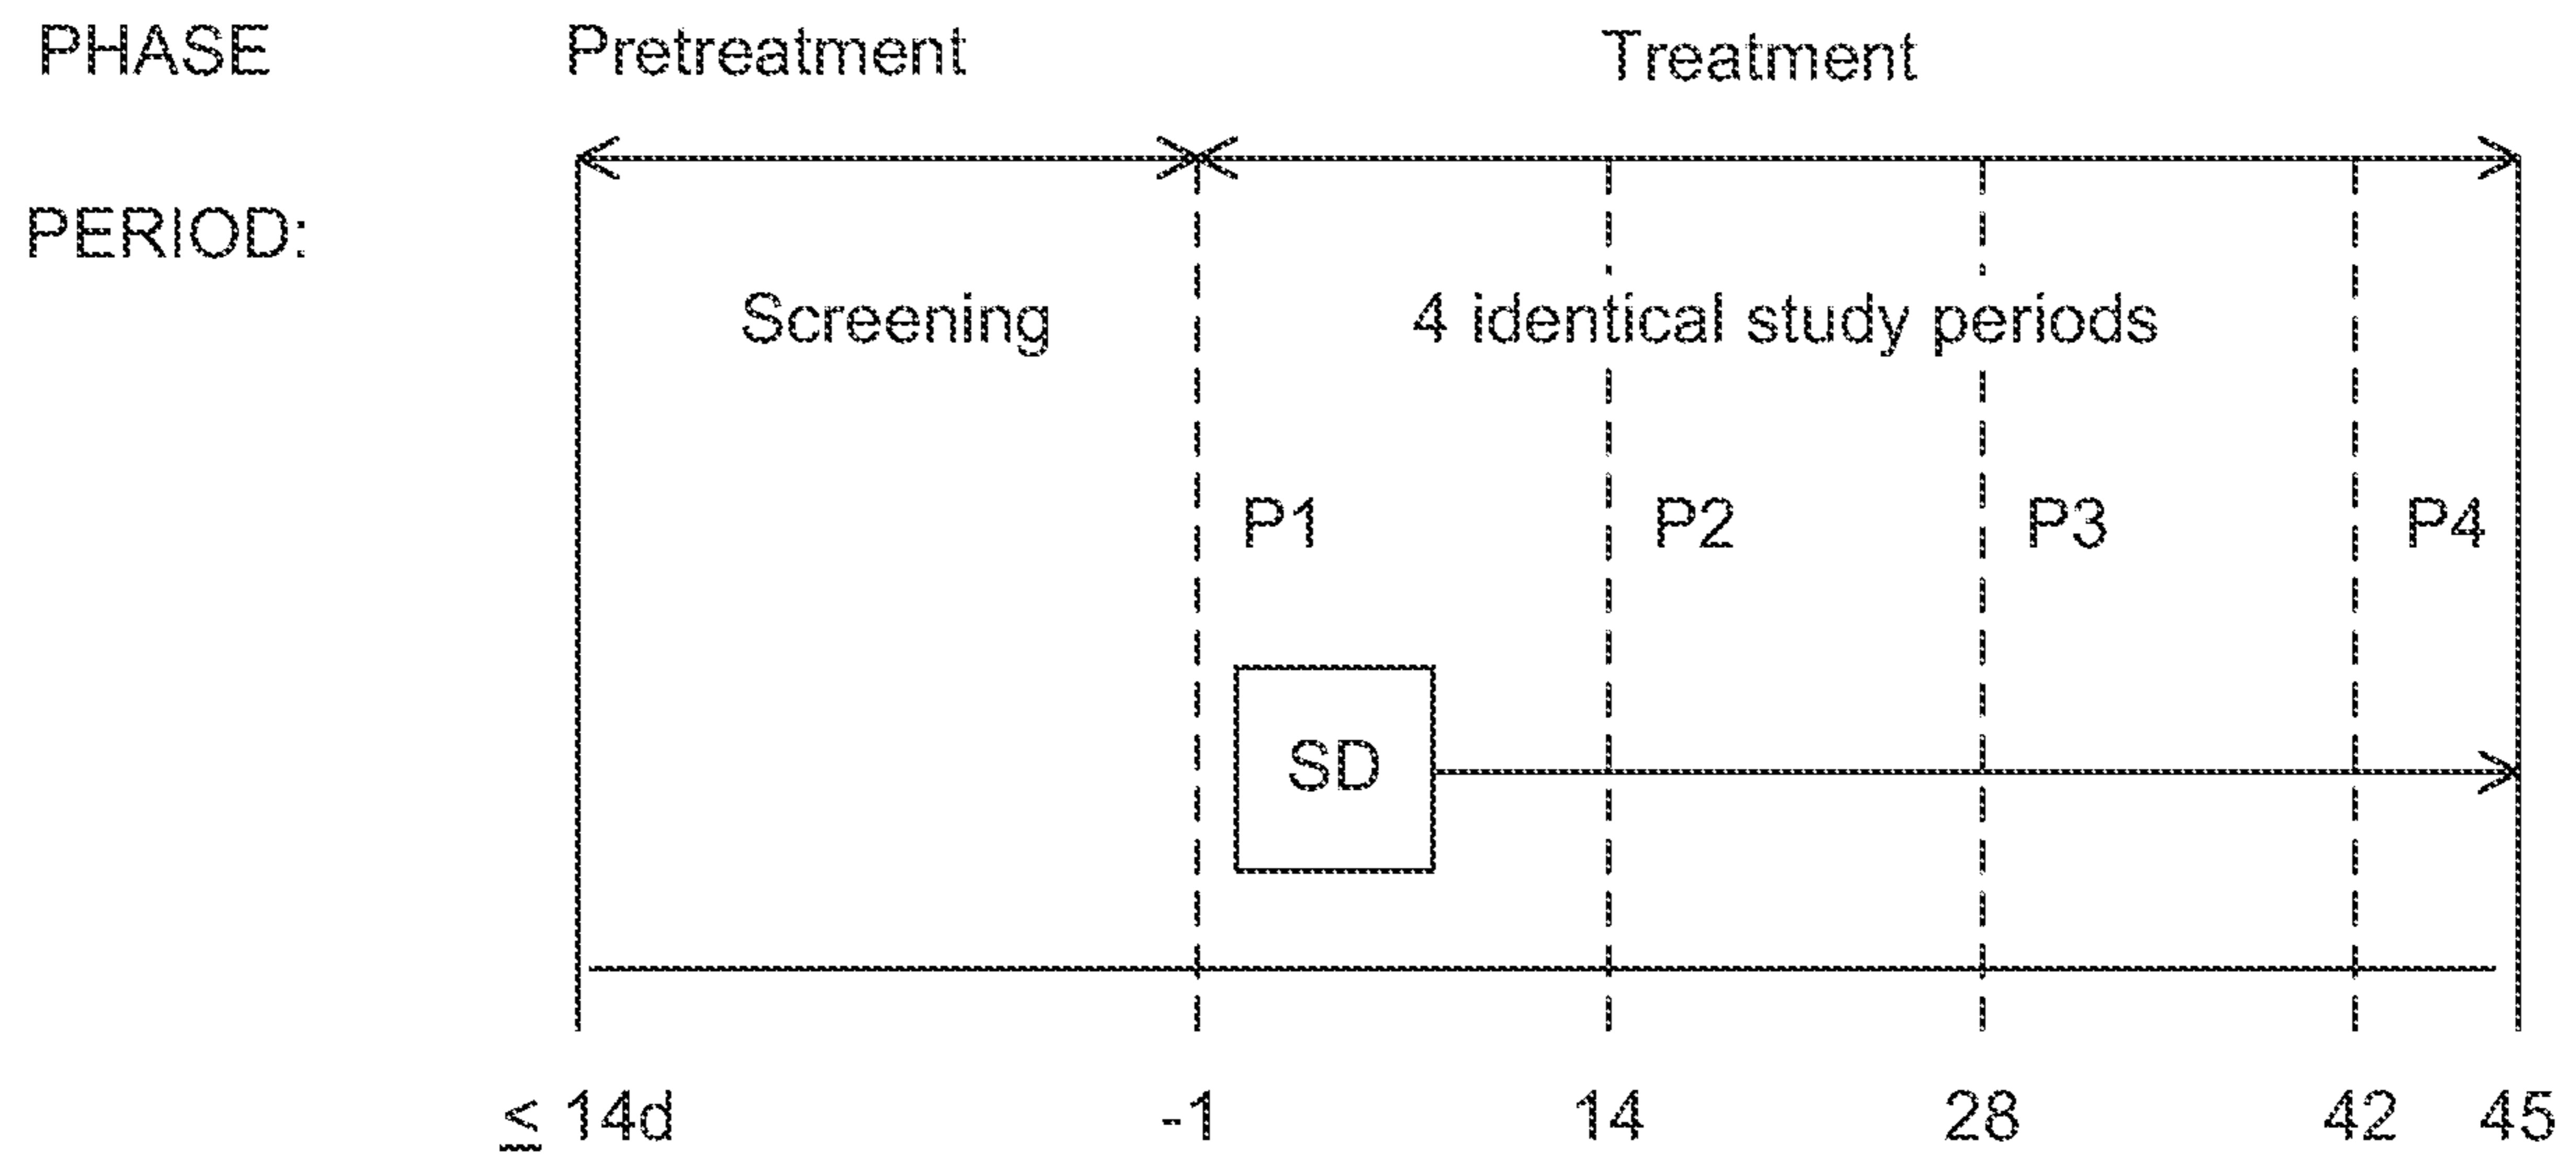 PHASE Pretreatment Treatment
PERIOD:
Screening 4 identical study periods
P1 P2 P3 P4
SD
≤ 14d -1 14 28 42 45